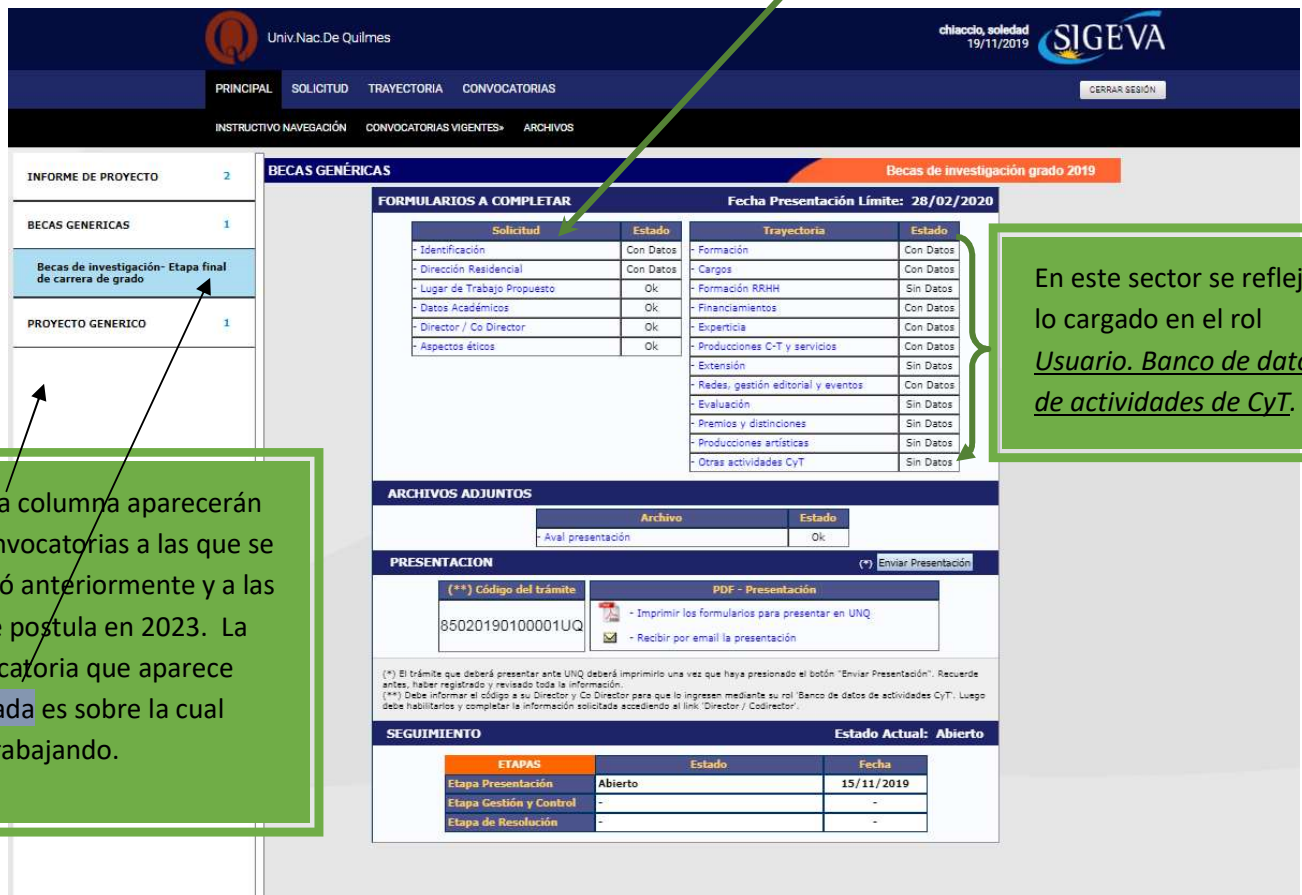 Univ.Nac.De Quilmes
chiaccio, soledad
19/11/2019
SIGEVA
PRINCIPAL SOLICITUD TRAYECTORIA CONVOCATORIAS
CERRAR SESIÓN
INSTRUCTIVO NAVEGACIÓN CONVOCATORIAS VIGENTES» ARCHIVOS
INFORME DE PROYECTO 2
BECAS GENERICAS 1
Becas de investigación- Etapa final
de carrera de grado
PROYECTO GENERICO 1
BECAS GENÉRICAS
Becas de investigación grado 2019
FORMULARIOS A COMPLETAR Fecha Presentación Límite: 28/02/2020
Solicitud Estado
- Identificación Con Datos
- Dirección Residencial Con Datos
- Lugar de Trabajo Propuesto Ok
- Datos Académicos Ok
- Director / Co Director Ok
- Aspectos éticos Ok
Trayectoria Estado
- Formación Con Datos
- Cargos Con Datos
- Formación RRHH Sin Datos
- Financiamientos Con Datos
- Experticia Con Datos
- Producciones C-T y servicios Con Datos
- Extensión Sin Datos
- Redes, gestión editorial y eventos Con Datos
- Evaluación Sin Datos
- Premios y distinciones Sin Datos
- Producciones artísticas Sin Datos
- Otras actividades CyT Sin Datos
En este sector se reflej
lo cargado en el rol
Usuario. Banco de dato
de actividades de CyT.
a columna aparecerán
nvocatorias a las que se
ó anteriormente y a las
e postula en 2023. La
catoria que aparece
ada es sobre la cual
rabajando.
ARCHIVOS ADJUNTOS
Archivo Estado
- Aval presentación Ok
PRESENTACION (*) Enviar Presentación
(**) Código del trámite
85020190100001UQ
PDF - Presentación
- Imprimir los formularios para presentar en UNQ
- Recibir por email la presentación
(*) El trámite que deberá presentar ante UNQ deberá imprimirlo una vez que haya presionado el botón "Enviar Presentación". Recuerde
antes, haber registrado y revisado toda la información.
(**) Debe informar el código a su Director y Co Director para que lo ingresen mediante su rol 'Banco de datos de actividades CyT'. Luego
debe habilitarlos y completar la información solicitada accediendo al link 'Director / Codirector'.
SEGUIMIENTO Estado Actual: Abierto
ETAPAS Estado Fecha
Etapa Presentación Abierto 15/11/2019
Etapa Gestión y Control - -
Etapa de Resolución - -